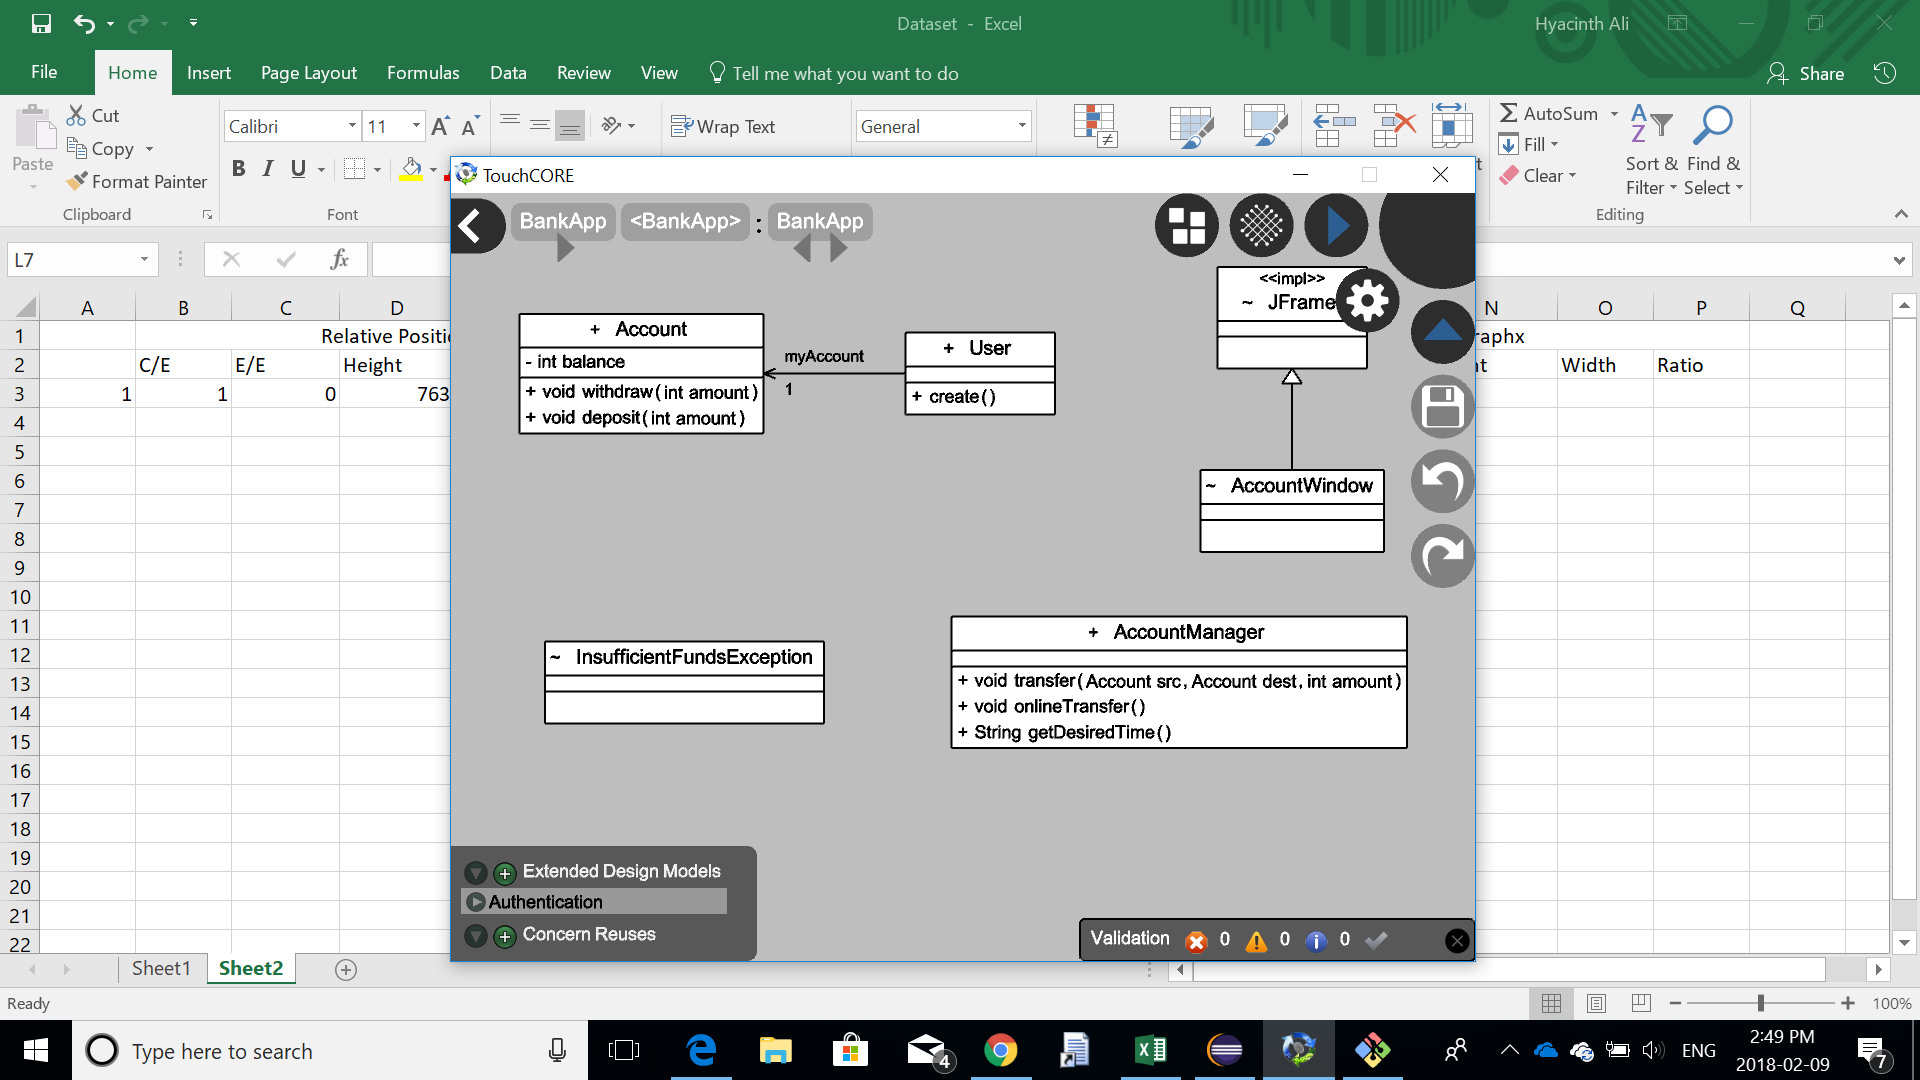 Dataset - Excel
Hyacinth Ali
File Home Insert Page Layout Formulas Data Review View Tell me what you want to do Share
Cut
Copy
Format Painter
Paste
Clipboard
Calibri 11
B I U
Font
Wrap Text
General
AutoSum
Fill
Clear
Sort & Filter
Find & Select
Editing
L7
fx
A B C D N O P Q
1 Relative Positi
2 C/E E/E Height Width Ratio
3 1 1 0 763
4
5
6
7
8
9
10
11
12
13
14
15
16
17
18
19
20
21
22
raphx
TouchCORE
BankApp <BankApp> : BankApp
+ Account
- int balance
+ void withdraw(int amount)
+ void deposit(int amount)
myAccount
1
+ User
+ create()
<<impl>>
~ JFrame
~ AccountWindow
~ InsufficientFundsException
+ AccountManager
+ void transfer(Account src, Account dest, int amount)
+ void onlineTransfer()
+ String getDesiredTime()
Extended Design Models
Authentication
Concern Reuses
Validation 0 0 0
Sheet1 Sheet2
Ready
100%
Type here to search
4
ENG
2:49 PM
2018-02-09
7